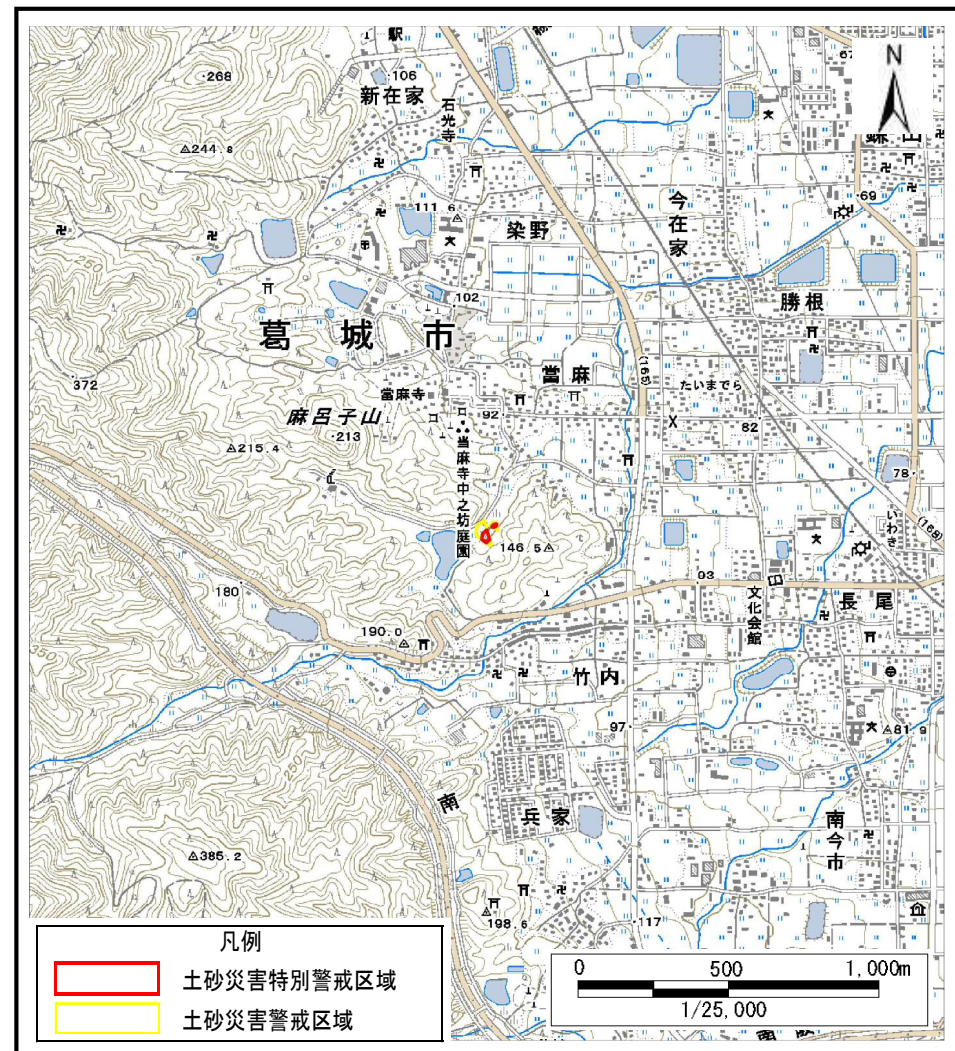 駅
N
268
106
新在家
石光寺
67
244.8
69
111.6
染野
今在家
75
102
勝根
葛城市
當麻
(165)
372
當麻寺
たいまでら
麻呂子山
213
92
82
215.4
当麻寺中之坊庭園
78
いわき
(168)
146.5
93
180
文化会館
長尾
190.0
竹内
97
81.9
260
南
兵家
南今市
385.2
198.6
117
凡例
土砂災害特別警戒区域
土砂災害警戒区域
0 500 1,000m
1/25,000